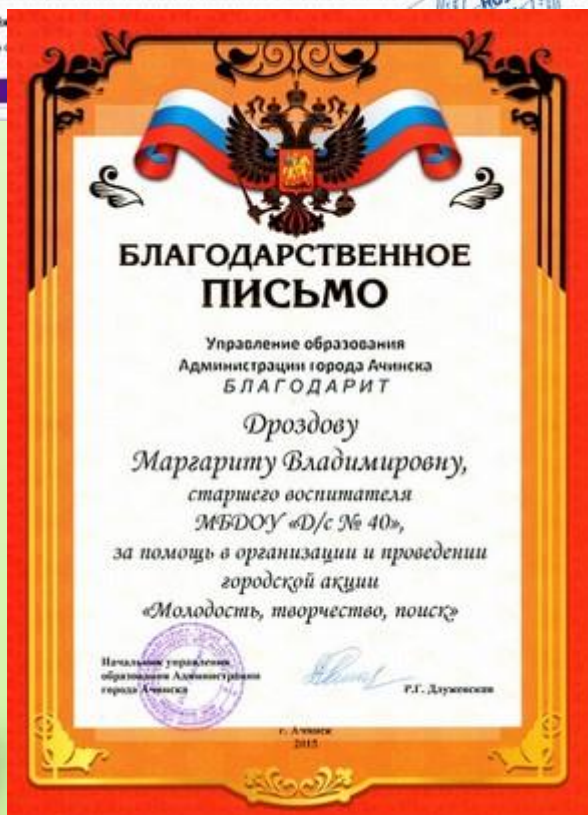 БЛАГОДАРСТВЕННОЕ
ПИСЬМО
Управление образования
Администрации города Ачинска
БЛАГОДАРИТ
Дроздову
Маргариту Владимировну,
старшего воспитателя
МБДОУ «Д/с № 40»,
за помощь в организации и проведении
городской акции
«Молодость, творчество, поиск»
Начальник управления
образования Администрации
города Ачинска
Р.Г. Длужевская
г. Ачинск
2015